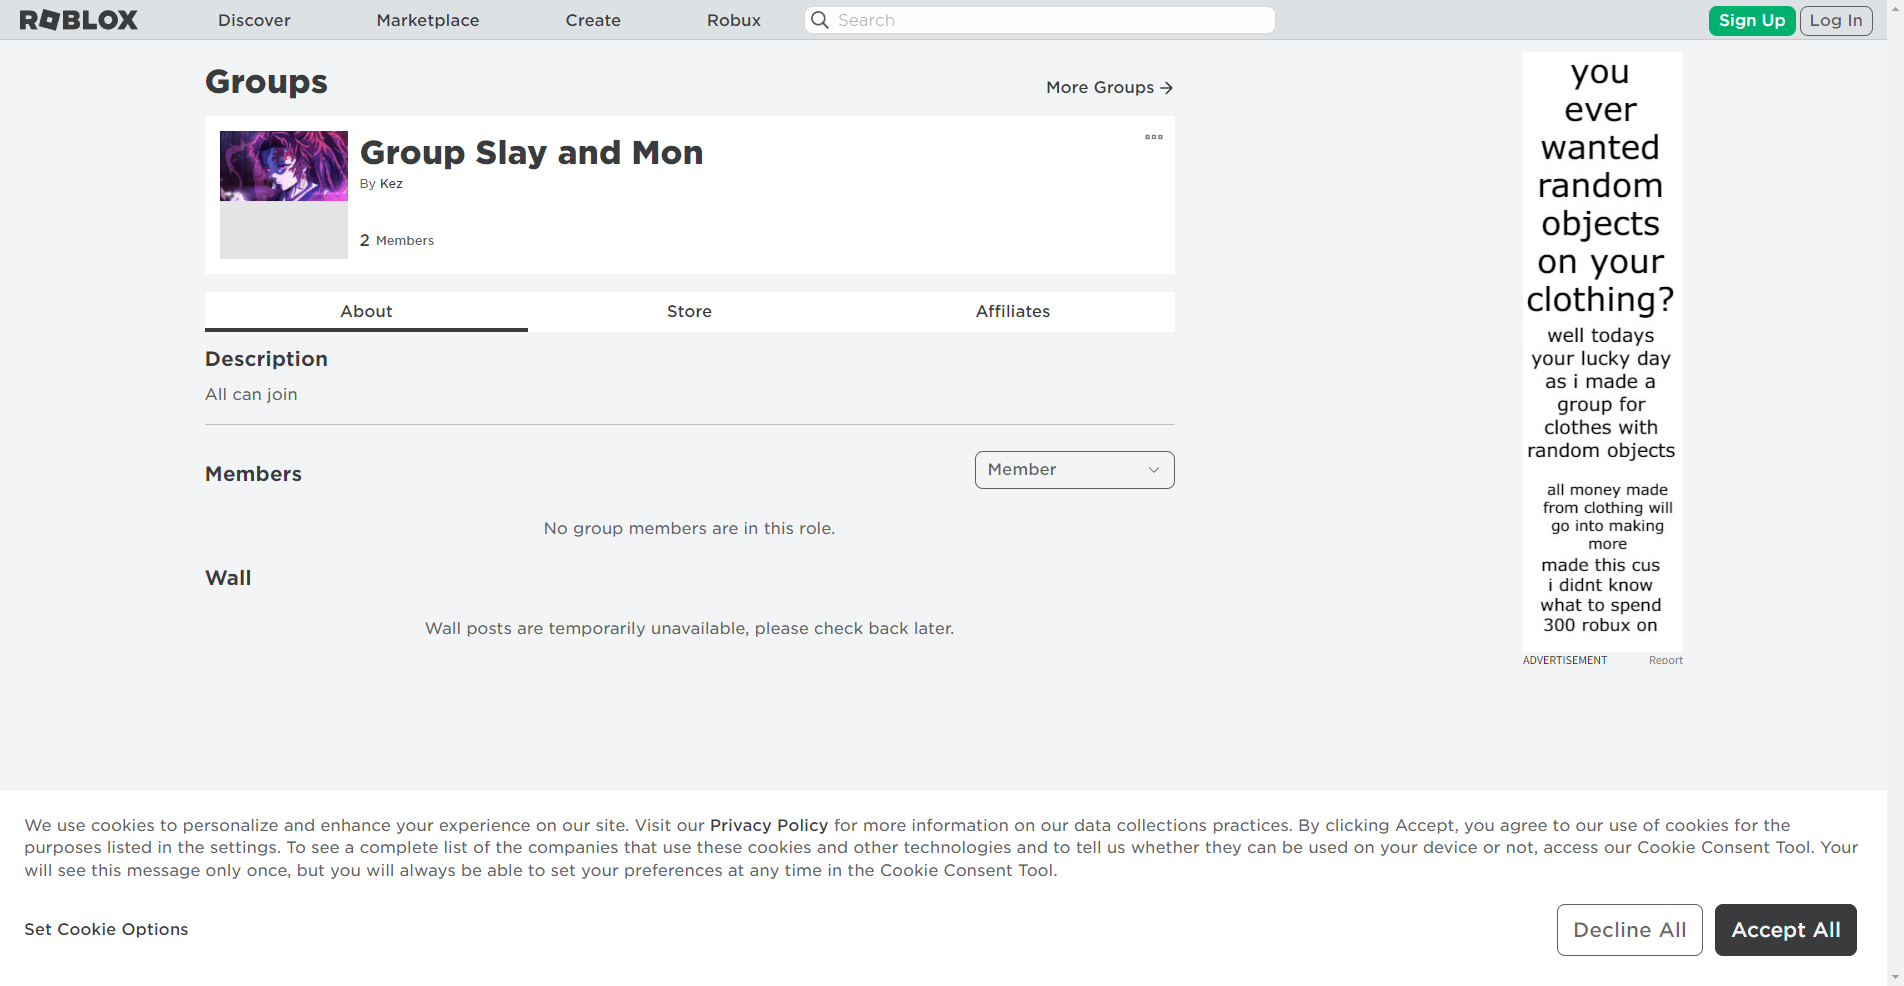 ROBLOX Discover Marketplace Create Robux Search Sign Up Log In
Groups
More Groups
Group Slay and Mon
By Kez
2 Members
About Store Affiliates
Description
All can join
Members
Member
No group members are in this role.
Wall
Wall posts are temporarily unavailable, please check back later.
you
ever
wanted
random
objects
on your
clothing?
well todays
your lucky day
as i made a
group for
clothes with
random objects
all money made
from clothing will
go into making
more
made this cus
i didnt know
what to spend
300 robux on
ADVERTISEMENT Report
We use cookies to personalize and enhance your experience on our site. Visit our Privacy Policy for more information on our data collections practices. By clicking Accept, you agree to our use of cookies for the
purposes listed in the settings. To see a complete list of the companies that use these cookies and other technologies and to tell us whether they can be used on your device or not, access our Cookie Consent Tool. Your
will see this message only once, but you will always be able to set your preferences at any time in the Cookie Consent Tool.
Set Cookie Options
Decline All Accept All